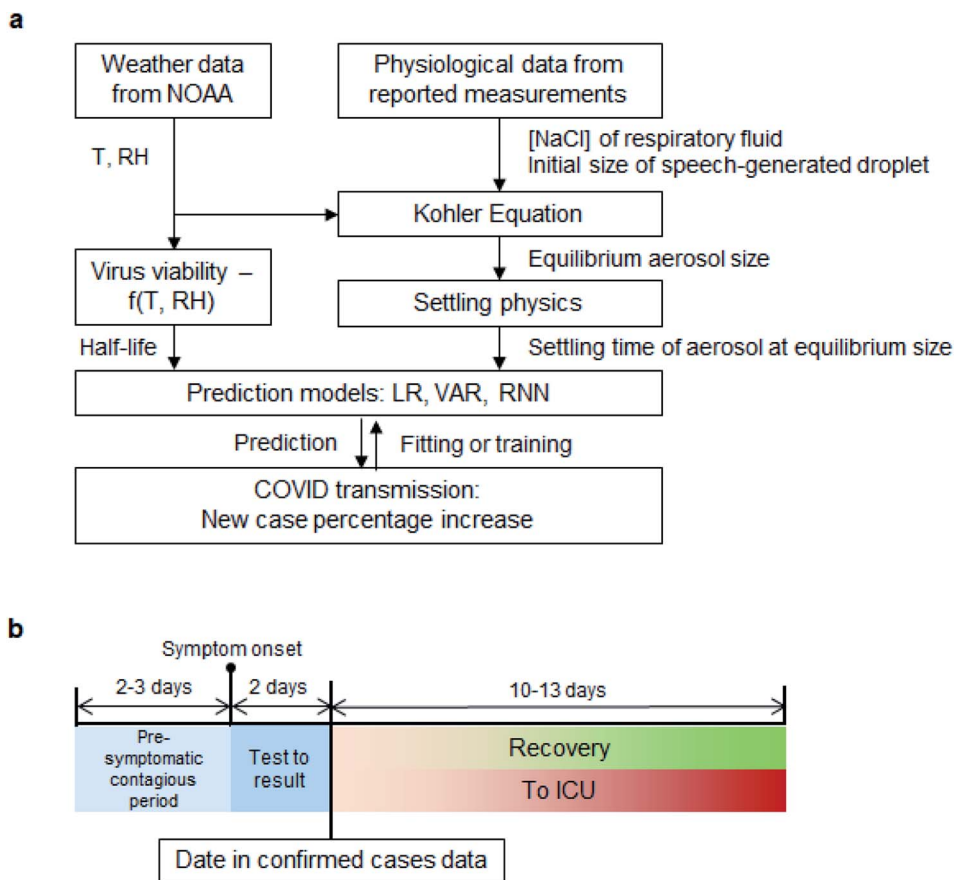 a
Weather data
from NOAA
Physiological data from
reported measurements
T, RH
[NaCl] of respiratory fluid
Initial size of speech-generated droplet
Kohler Equation
Equilibrium aerosol size
Virus viability –
f(T, RH)
Settling physics
Half-life
Settling time of aerosol at equilibrium size
Prediction models: LR, VAR, RNN
Prediction
Fitting or training
COVID transmission:
New case percentage increase
b
Symptom onset
2-3 days
2 days
10-13 days
Pre-
symptomatic
contagious
period
Test to
result
Recovery
To ICU
Date in confirmed cases data